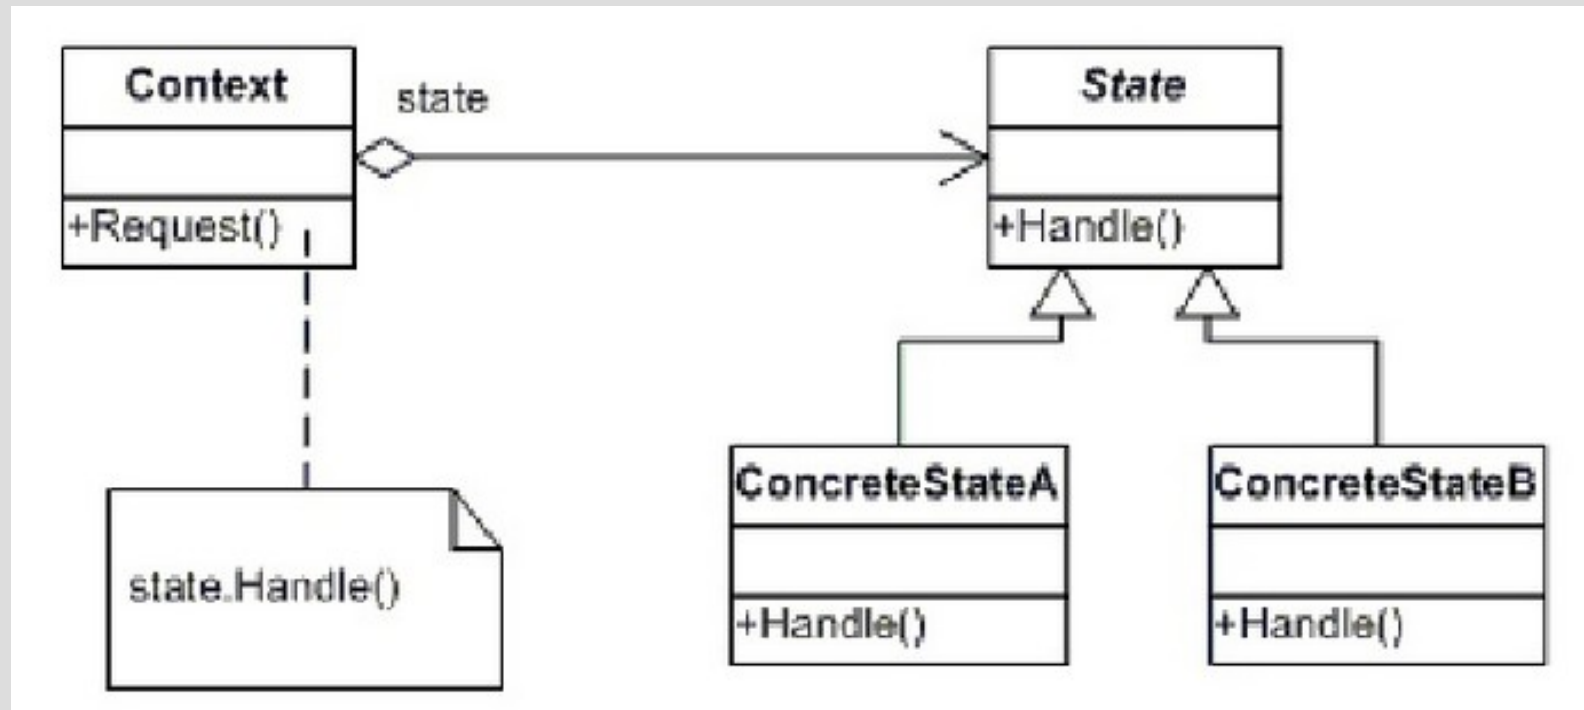 Context
state
State
+Request()
+Handle()
ConcreteStateA
ConcreteStateB
state.Handle()
+Handle()
+Handle()